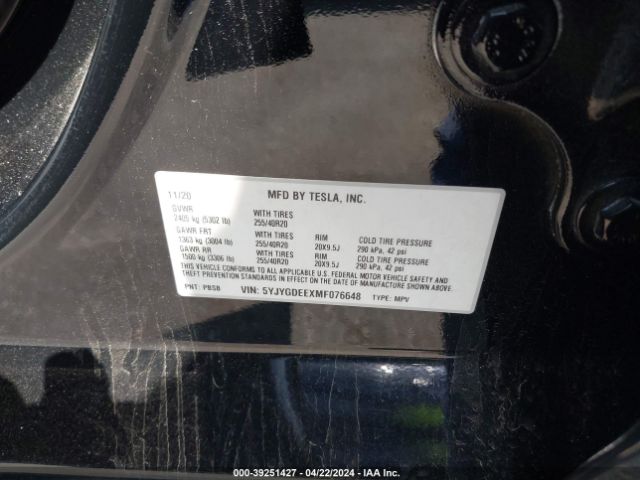 11/20 MFD BY TESLA, INC.
GVWR
2405 kg (5302 lb) WITH TIRES 255/40R20
GAWR FRT
1363 kg (3004 lb) WITH TIRES 255/40R20 RIM 20X9.5J COLD TIRE PRESSURE 290 kPa, 42 psi
GAWR RR
1500 kg (3306 lb) WITH TIRES 255/40R20 RIM 20X9.5J COLD TIRE PRESSURE 290 kPa, 42 psi
THIS VEHICLE CONFORMS TO ALL APPLICABLE U.S. FEDERAL MOTOR VEHICLE SAFETY AND
THEFT PREVENTION STANDARDS IN EFFECT ON THE DATE OF MANUFACTURE SHOWN ABOVE.
PNT: PBSB VIN: 5YJYGDEEXMF076648 TYPE: MPV
000-39251427 - 04/22/2024 - IAA Inc.